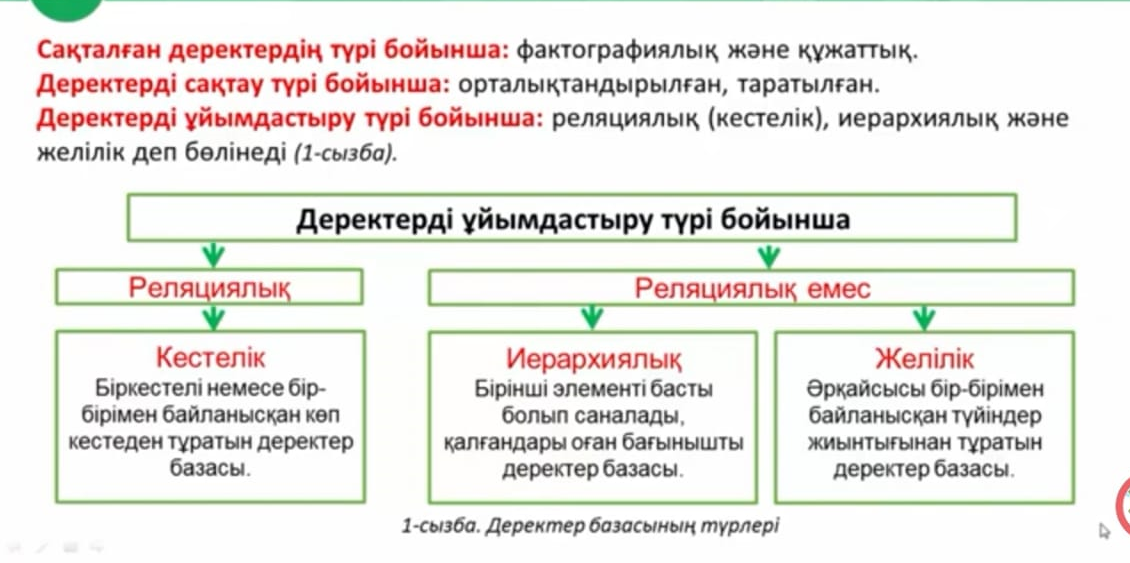 Сақталған деректердің түрі бойынша: фактографиялық және құжаттық.
Деректерді сақтау түрі бойынша: орталықтандырылған, таратылған.
Деректерді ұйымдастыру түрі бойынша: реляциялық (кестелік), иерархиялық және
желілік деп бөлінеді (1-сызба).
Деректерді ұйымдастыру түрі бойынша
Реляциялық
Реляциялық емес
Кестелік
Біркестелі немесе бір-
бірімен байланысқан көп
кестеден тұратын деректер
базасы.
Иерархиялық
Бірінші элементі басты
болып саналады,
қалғандары оған бағынышты
деректер базасы.
Желілік
Әрқайсысы бір-бірімен
байланысқан түйіндер
жиынтығынан тұратын
деректер базасы.
1-сызба. Деректер базасының түрлері